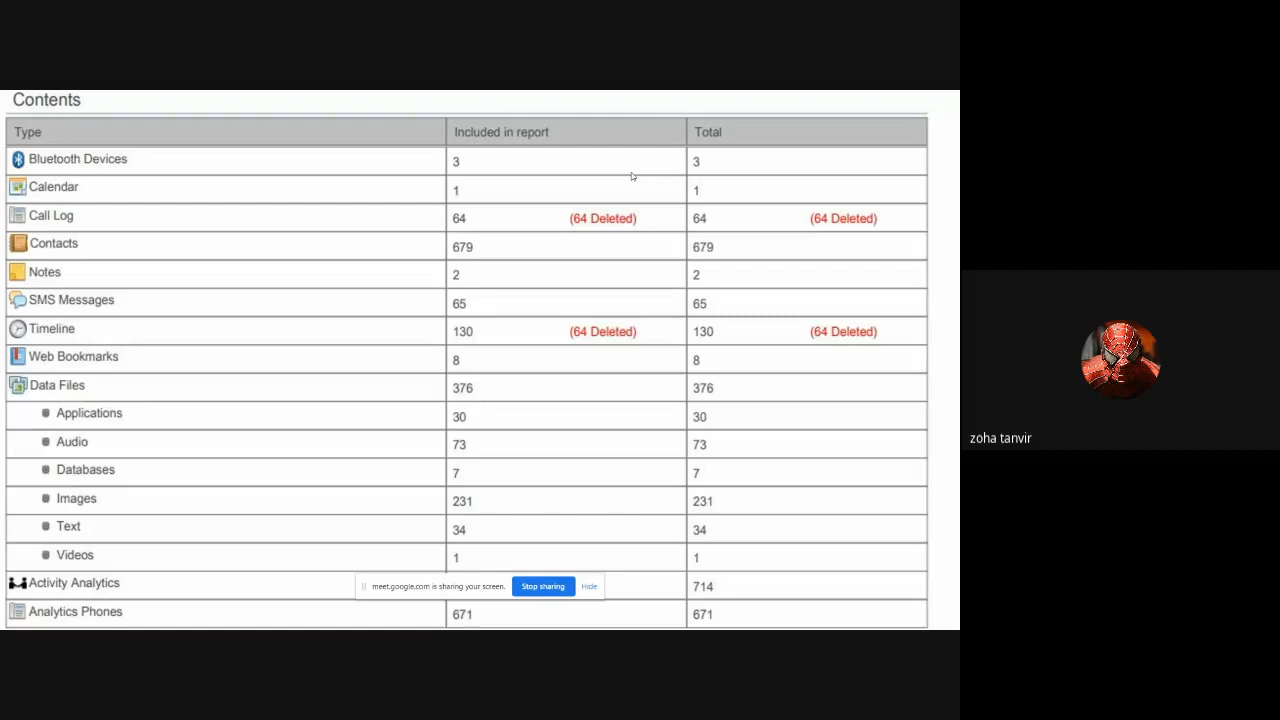 Contents
Type Included in report Total
Bluetooth Devices 3 3
Calendar 1 1
Call Log 64 (64 Deleted) 64 (64 Deleted)
Contacts 679 679
Notes 2 2
SMS Messages 65 65
Timeline 130 (64 Deleted) 130 (64 Deleted)
Web Bookmarks 8 8
Data Files 376 376
Applications 30 30
Audio 73 73
Databases 7 7
Images 231 231
Text 34 34
Videos 1 1
Activity Analytics 714
meet.google.com is sharing your screen. Stop sharing Hide
Analytics Phones 671 671
zoha tanvir